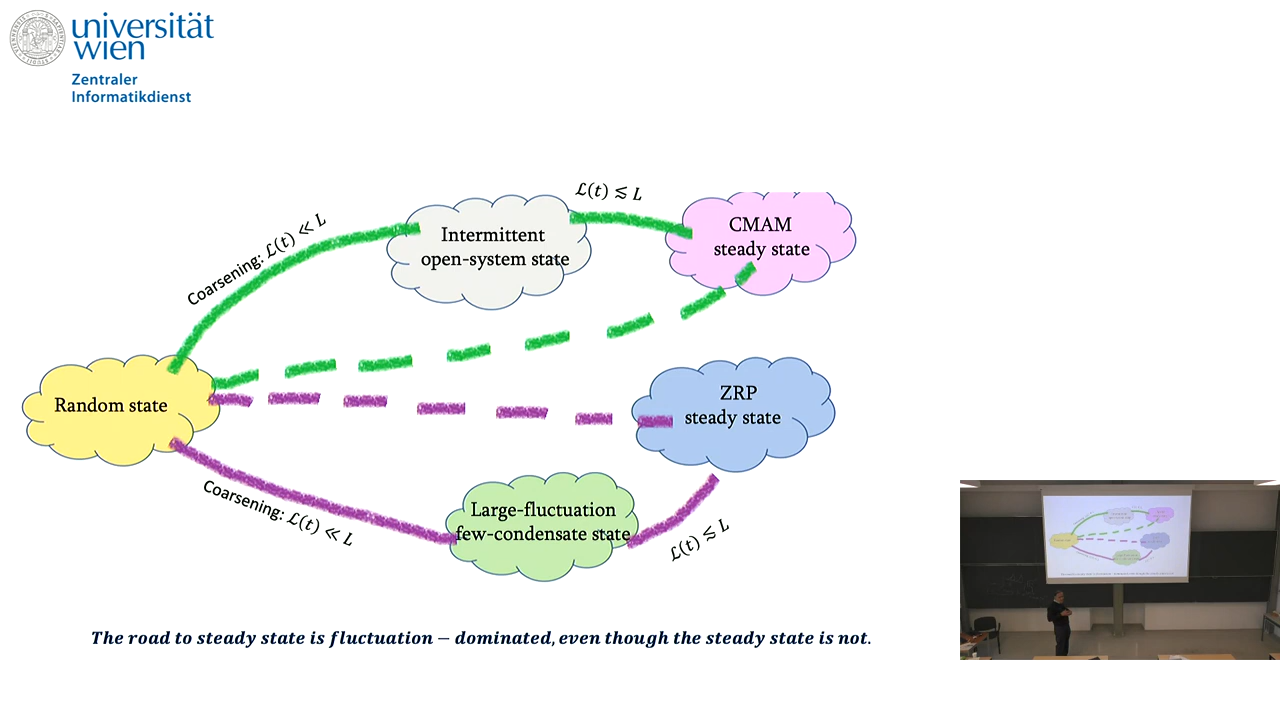 universität
wien
Zentraler
Informatikdienst
ℒ(t) ≲ L
Coarsening: ℒ(t) ≪ L
Intermittent
open-system state
CMAM
steady state
Random state
ZRP
steady state
Coarsening: ℒ(t) ≪ L
Large-fluctuation
few-condensate state
ℒ(t) ≲ L
The road to steady state is fluctuation − dominated, even though the steady state is not.